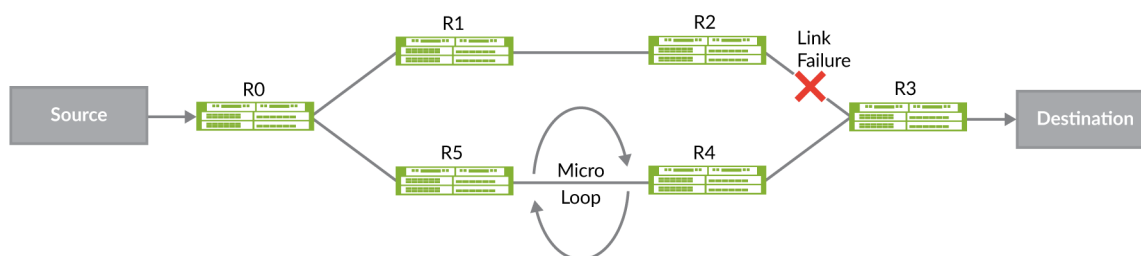 R1
R2
Link
Failure
R0
R3
Source
Destination
R5
R4
Micro
Loop